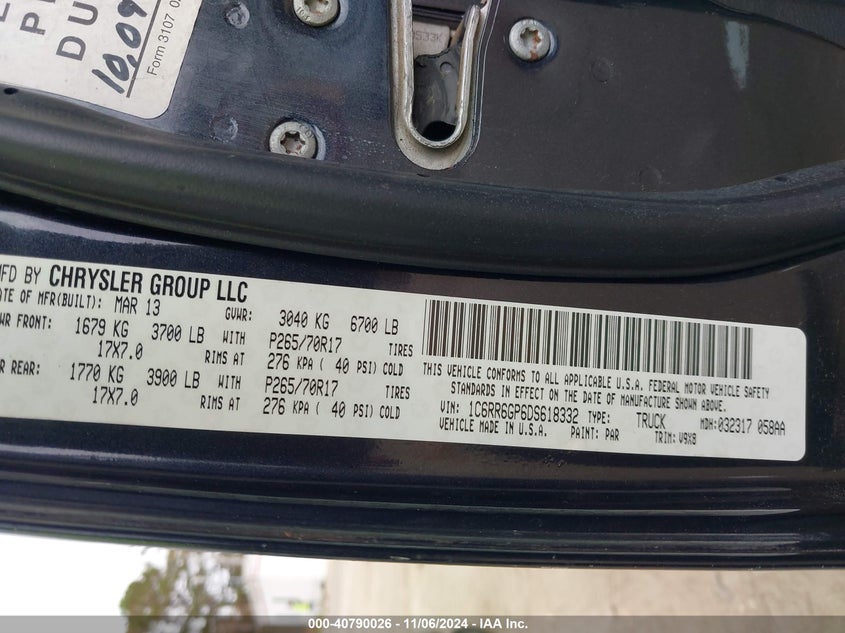 DU
10,09
Form 3107 0
S33K
MFD BY CHRYSLER GROUP LLC
DATE OF MFR(BUILT): MAR 13 GVWR: 3040 KG 6700 LB
WR FRONT: 1679 KG 3700 LB WITH P265/70R17 TIRES
17X7.0 RIMS AT 276 KPA ( 40 PSI) COLD
REAR: 1770 KG 3900 LB WITH P265/70R17 TIRES
17X7.0 RIMS AT 276 KPA ( 40 PSI) COLD
THIS VEHICLE CONFORMS TO ALL APPLICABLE U.S.A. FEDERAL MOTOR VEHICLE SAFETY
STANDARDS IN EFFECT ON THE DATE OF MANUFACTURE SHOWN ABOVE.
VIN: 1C6RR6GP6DS618332 TYPE: TRUCK MDH: 032317 058AA
VEHICLE MADE IN U.S.A. PAINT: PAR TRIM: V9X8
000-40790026 - 11/06/2024 - IAA Inc.